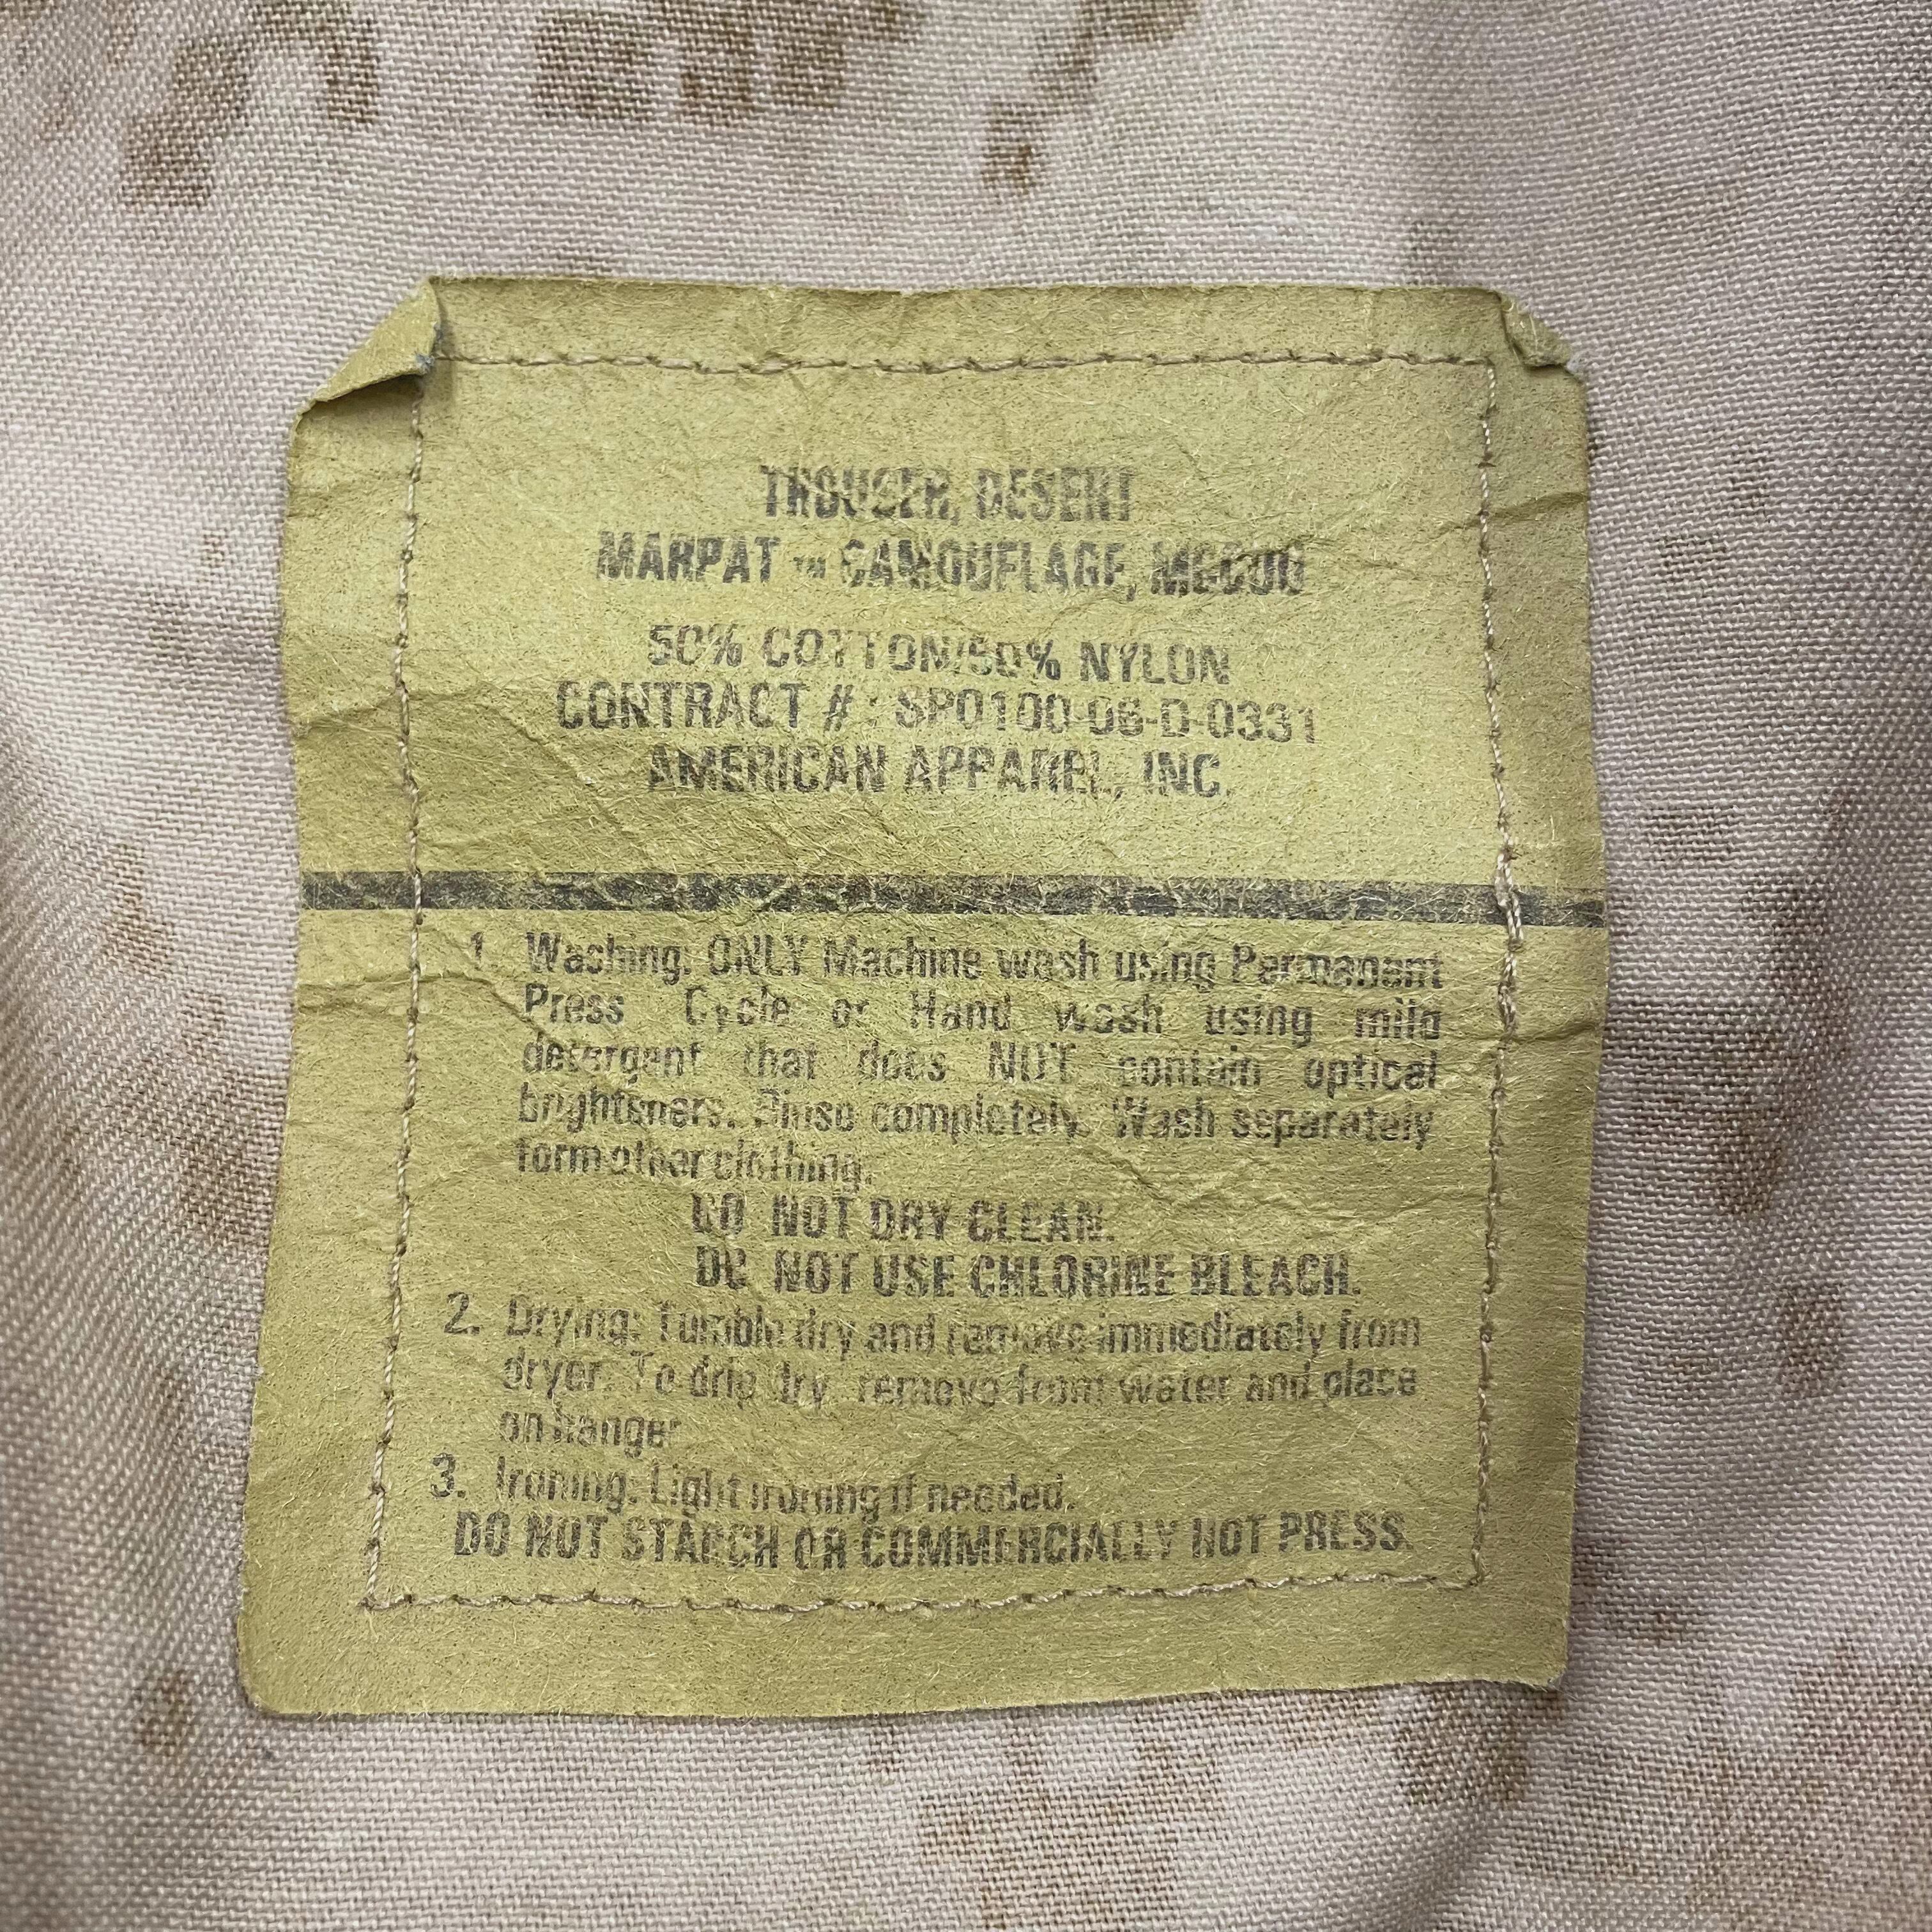 TROUSER, DESERT
MARPAT ™ CAMOUFLAGE, MCCUU
50% COTTON/50% NYLON
CONTRACT # : SP0100-06-D-0331
AMERICAN APPAREL, INC.
1. Washing: ONLY Machine wash using Permanent
Press Cycle or Hand wash using mild
detergent that does NOT contain optical
brighteners. Rinse completely. Wash separately
form other clothing.
DO NOT DRY CLEAN.
DO NOT USE CHLORINE BLEACH.
2. Drying: Tumble dry and remove immediately from
dryer. To drip dry, remove from water and place
on hanger
3. Ironing: Light ironing if needed.
DO NOT STARCH OR COMMERCIALLY HOT PRESS.